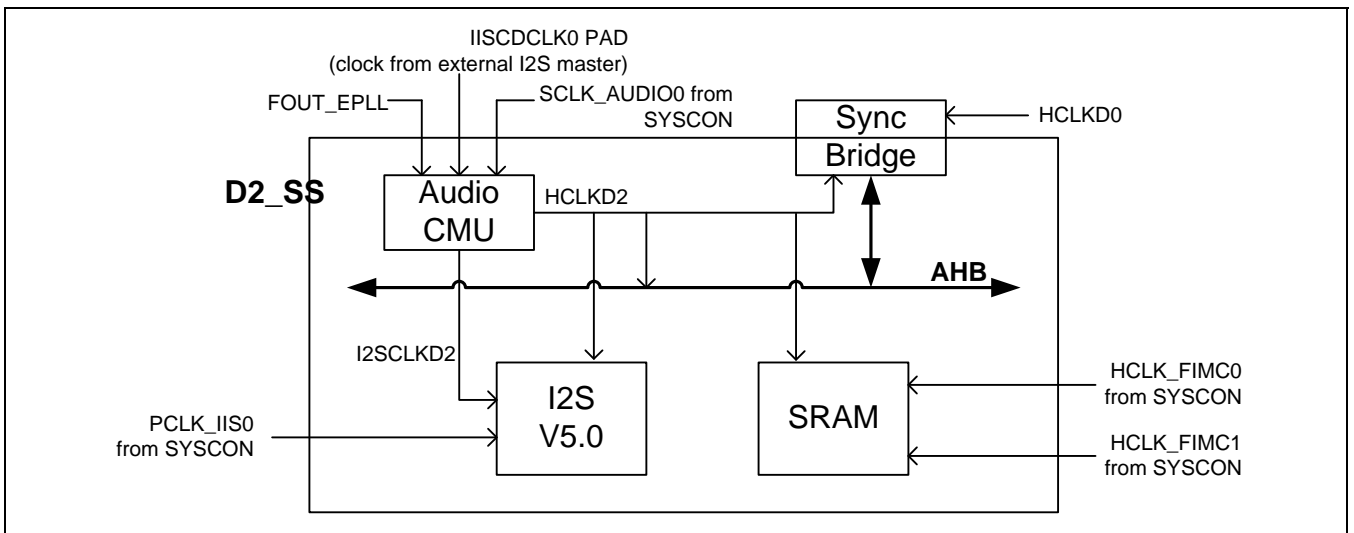 IISCDCLK0 PAD
(clock from external I2S master)
FOUT_EPLL
SCLK_AUDIO0 from
SYSCON
Sync
Bridge
HCLKD0
D2_SS
Audio
CMU
HCLKD2
AHB
I2SCLKD2
I2S
V5.0
SRAM
HCLK_FIMC0
from SYSCON
PCLK_IIS0
from SYSCON
HCLK_FIMC1
from SYSCON